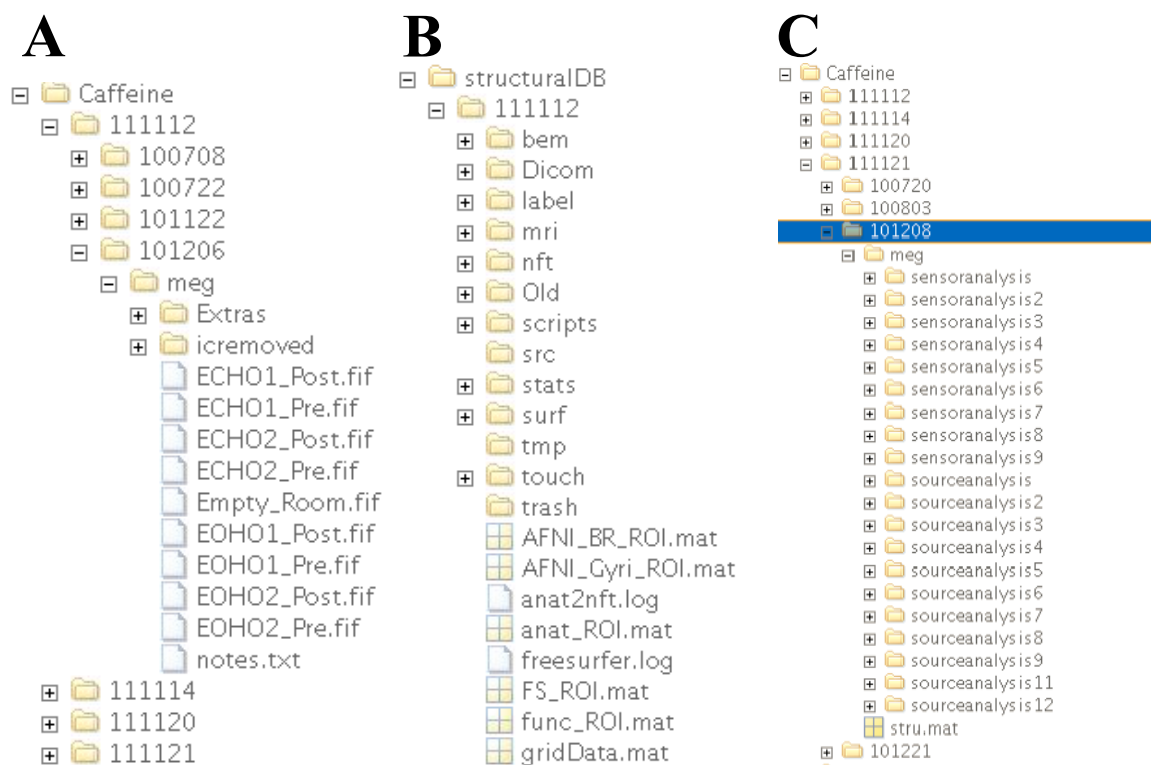 A
Caffeine
111112
100708
100722
101122
101206
meg
Extras
icremoved
ECHO1_Post.fif
ECHO1_Pre.fif
ECHO2_Post.fif
ECHO2_Pre.fif
Empty_Room.fif
EOHO1_Post.fif
EOHO1_Pre.fif
EOHO2_Post.fif
EOHO2_Pre.fif
notes.txt
111114
111120
111121
B
structuralDB
111112
bem
Dicom
label
mri
nft
Old
scripts
src
stats
surf
tmp
touch
trash
AFNI_BR_ROI.mat
AFNI_Gyri_ROI.mat
anat2nft.log
anat_ROI.mat
freesurfer.log
FS_ROI.mat
func_ROI.mat
gridData.mat
C
Caffeine
111112
111114
111120
111121
100720
100803
101208
meg
sensoranalysis
sensoranalysis2
sensoranalysis3
sensoranalysis4
sensoranalysis5
sensoranalysis6
sensoranalysis7
sensoranalysis8
sensoranalysis9
sourceanalysis
sourceanalysis2
sourceanalysis3
sourceanalysis4
sourceanalysis5
sourceanalysis6
sourceanalysis7
sourceanalysis8
sourceanalysis9
sourceanalysis11
sourceanalysis12
stru.mat
101221